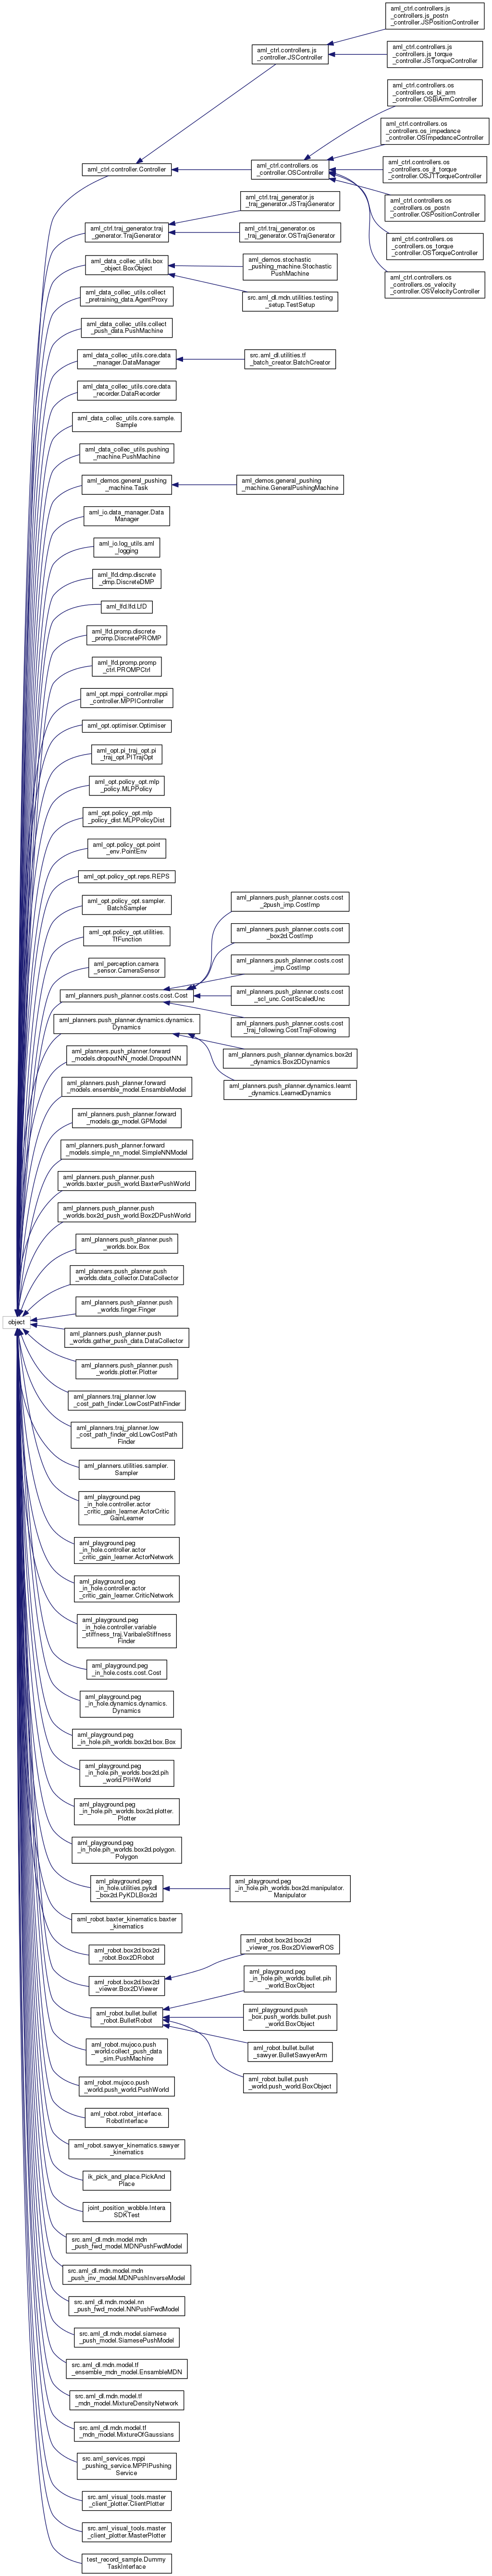 aml_ctrl.controllers.js
_controllers.js_postn
_controller.JSPositionController
aml_ctrl.controllers.js
_controller.JSController
aml_ctrl.controllers.js
_controllers.js_torque
_controller.JSTorqueController
aml_ctrl.controllers.os
_controllers.os_bi_arm
_controller.OSBiArmController
aml_ctrl.controllers.os
_controllers.os_impedance
_controller.OSImpedanceController
aml_ctrl.controller.Controller
aml_ctrl.controllers.os
_controller.OSController
aml_ctrl.controllers.os
_controllers.os_jt_torque
_controller.OSJTTorqueController
aml_ctrl.controllers.os
_controllers.os_postn
_controller.OSPositionController
aml_ctrl.controllers.os
_controllers.os_torque
_controller.OSTorqueController
aml_ctrl.controllers.os
_controllers.os_velocity
_controller.OSVelocityController
aml_ctrl.traj_generator.js
_traj_generator.JSTrajGenerator
aml_ctrl.traj_generator.traj
_generator.TrajGenerator
aml_ctrl.traj_generator.os
_traj_generator.OSTrajGenerator
aml_data_collec_utils.box
_object.BoxObject
aml_demos.stochastic
_pushing_machine.Stochastic
PushMachine
aml_data_collec_utils.collect
_pretraining_data.AgentProxy
src.aml_dl.mdn.utilities.testing
_setup.TestSetup
aml_data_collec_utils.collect
_push_data.PushMachine
aml_data_collec_utils.core.data
_manager.DataManager
src.aml_dl.utilities.tf
_batch_creator.BatchCreator
aml_data_collec_utils.core.data
_recorder.DataRecorder
aml_data_collec_utils.core.sample.
Sample
aml_data_collec_utils.pushing
_machine.PushMachine
aml_demos.general_pushing
_machine.Task
aml_demos.general_pushing
_machine.GeneralPushingMachine
aml_io.data_manager.Data
Manager
aml_io.log_utils.aml
_logging
aml_lfd.dmp.discrete
_dmp.DiscreteDMP
aml_lfd.lfd.LfD
aml_lfd.promp.discrete
_promp.DiscretePROMP
aml_lfd.promp.promp
_ctrl.PROMPCtrl
aml_opt.mppi_controller.mppi
_controller.MPPIController
aml_opt.optimiser.Optimiser
aml_opt.pi_traj_opt.pi
_traj_opt.PITrajOpt
aml_opt.policy_opt.mlp
_policy.MLPPolicy
aml_opt.policy_opt.mlp
_policy_dist.MLPPolicyDist
aml_opt.policy_opt.point
_env.PointEnv
aml_opt.policy_opt.reps.REPS
aml_opt.policy_opt.sampler.
BatchSampler
aml_planners.push_planner.costs.cost
_2push_imp.CostImp
aml_opt.policy_opt.utilities.
TfFunction
aml_planners.push_planner.costs.cost
_box2d.CostImp
aml_perception.camera
_sensor.CameraSensor
aml_planners.push_planner.costs.cost
_imp.CostImp
aml_planners.push_planner.costs.cost.Cost
aml_planners.push_planner.costs.cost
_scl_unc.CostScaledUnc
aml_planners.push_planner.dynamics.dynamics.
Dynamics
aml_planners.push_planner.costs.cost
_traj_following.CostTrajFollowing
aml_planners.push_planner.forward
_models.dropoutNN_model.DropoutNN
aml_planners.push_planner.dynamics.box2d
_dynamics.Box2DDynamics
aml_planners.push_planner.forward
_models.ensemble_model.EnsambleModel
aml_planners.push_planner.dynamics.learnt
_dynamics.LearnedDynamics
aml_planners.push_planner.forward
_models.gp_model.GPModel
aml_planners.push_planner.forward
_models.simple_nn_model.SimpleNNModel
aml_planners.push_planner.push
_worlds.baxter_push_world.BaxterPushWorld
aml_planners.push_planner.push
_worlds.box2d_push_world.Box2DPushWorld
aml_planners.push_planner.push
_worlds.box.Box
aml_planners.push_planner.push
_worlds.data_collector.DataCollector
aml_planners.push_planner.push
_worlds.finger.Finger
object
aml_planners.push_planner.push
_worlds.gather_push_data.DataCollector
aml_planners.push_planner.push
_worlds.plotter.Plotter
aml_planners.traj_planner.low
_cost_path_finder.LowCostPathFinder
aml_planners.traj_planner.low
_cost_path_finder_old.LowCostPath
Finder
aml_planners.utilities.sampler.
Sampler
aml_playground.peg
_in_hole.controller.actor
_critic_gain_learner.ActorCritic
GainLearner
aml_playground.peg
_in_hole.controller.actor
_critic_gain_learner.ActorNetwork
aml_playground.peg
_in_hole.controller.actor
_critic_gain_learner.CriticNetwork
aml_playground.peg
_in_hole.controller.variable
_stiffness_traj.VaribaleStiffness
Finder
aml_playground.peg
_in_hole.costs.cost.Cost
aml_playground.peg
_in_hole.dynamics.dynamics.
Dynamics
aml_playground.peg
_in_hole.pih_worlds.box2d.box.Box
aml_playground.peg
_in_hole.pih_worlds.box2d.pih
_world.PIHWorld
aml_playground.peg
_in_hole.pih_worlds.box2d.plotter.
Plotter
aml_playground.peg
_in_hole.pih_worlds.box2d.polygon.
Polygon
aml_playground.peg
_in_hole.utilities.pykdl
_box2d.PyKDLBox2d
aml_playground.peg
_in_hole.pih_worlds.box2d.manipulator.
Manipulator
aml_robot.baxter_kinematics.baxter
_kinematics
aml_robot.box2d.box2d
_viewer_ros.Box2DViewerROS
aml_robot.box2d.box2d
_robot.Box2DRobot
aml_playground.peg
_in_hole.pih_worlds.bullet.pih
_world.BoxObject
aml_robot.box2d.box2d
_viewer.Box2DViewer
aml_playground.push
_box.push_worlds.bullet.push
_world.BoxObject
aml_robot.bullet.bullet
_robot.BulletRobot
aml_robot.bullet.bullet
_sawyer.BulletSawyerArm
aml_robot.mujoco.push
_world.collect_push_data
_sim.PushMachine
aml_robot.bullet.push
_world.push_world.BoxObject
aml_robot.mujoco.push
_world.push_world.PushWorld
aml_robot.robot_interface.
RobotInterface
aml_robot.sawyer_kinematics.sawyer
_kinematics
ik_pick_and_place.PickAnd
Place
joint_position_wobble.Intera
SDKTest
src.aml_dl.mdn.model.mdn
_push_fwd_model.MDNPushFwdModel
src.aml_dl.mdn.model.mdn
_push_inv_model.MDNPushInverseModel
src.aml_dl.mdn.model.nn
_push_fwd_model.NNPushFwdModel
src.aml_dl.mdn.model.siamese
_push_model.SiamesePushModel
src.aml_dl.mdn.model.tf
_ensemble_mdn_model.EnsambleMDN
src.aml_dl.mdn.model.tf
_mdn_model.MixtureDensityNetwork
src.aml_dl.mdn.model.tf
_mdn_model.MixtureOfGaussians
src.aml_services.mppi
_pushing_service.MPPIPushing
Service
src.aml_visual_tools.master
_client_plotter.ClientPlotter
src.aml_visual_tools.master
_client_plotter.MasterPlotter
test_record_sample.Dummy
TaskInterface